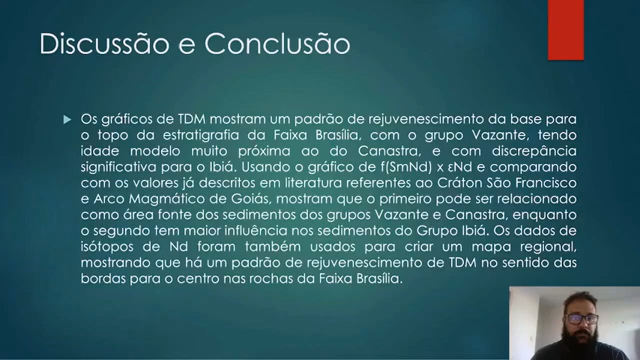 Discussão e Conclusão
Os gráficos de TDM mostram um padrão de rejuvenescimento da base para
o topo da estratigrafia da Faixa Brasília, com o grupo Vazante, tendo
idade modelo muito próxima ao do Canastra, e com discrepância
significativa para o Ibiá. Usando o gráfico de f(SmNd) x εNd e comparando
com os valores já descritos em literatura referentes ao Cráton São Francisco
e Arco Magmático de Goiás, mostram que o primeiro pode ser relacionado
como área fonte dos sedimentos dos grupos Vazante e Canastra, enquanto
o segundo tem maior influência nos sedimentos do Grupo Ibiá. Os dados de
isótopos de Nd foram também usados para criar um mapa regional,
mostrando que há um padrão de rejuvenescimento de TDM no sentido das
bordas para o centro nas rochas da Faixa Brasília.